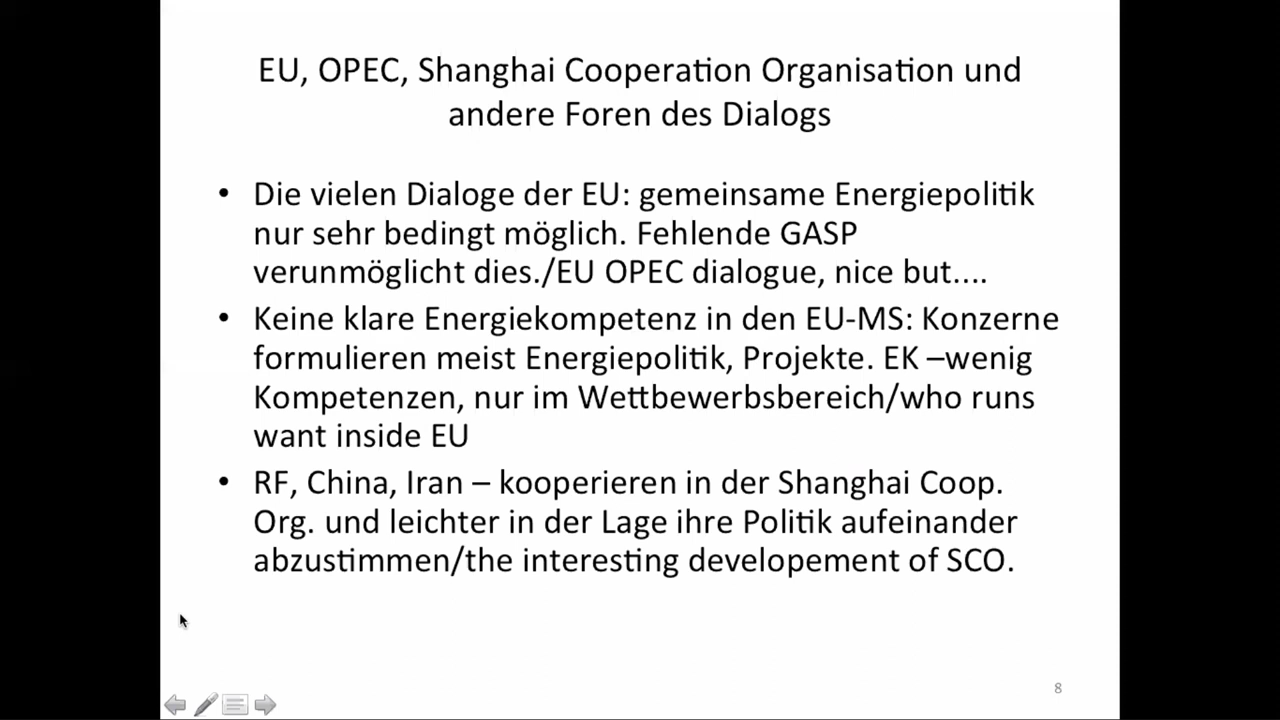 EU, OPEC, Shanghai Cooperation Organisation und
andere Foren des Dialogs
• Die vielen Dialoge der EU: gemeinsame Energiepolitik
nur sehr bedingt möglich. Fehlende GASP
verunmöglicht dies./EU OPEC dialogue, nice but....
• Keine klare Energiekompetenz in den EU-MS: Konzerne
formulieren meist Energiepolitik, Projekte. EK –wenig
Kompetenzen, nur im Wettbewerbsbereich/who runs
want inside EU
• RF, China, Iran – kooperieren in der Shanghai Coop.
Org. und leichter in der Lage ihre Politik aufeinander
abzustimmen/the interesting developement of SCO.
8